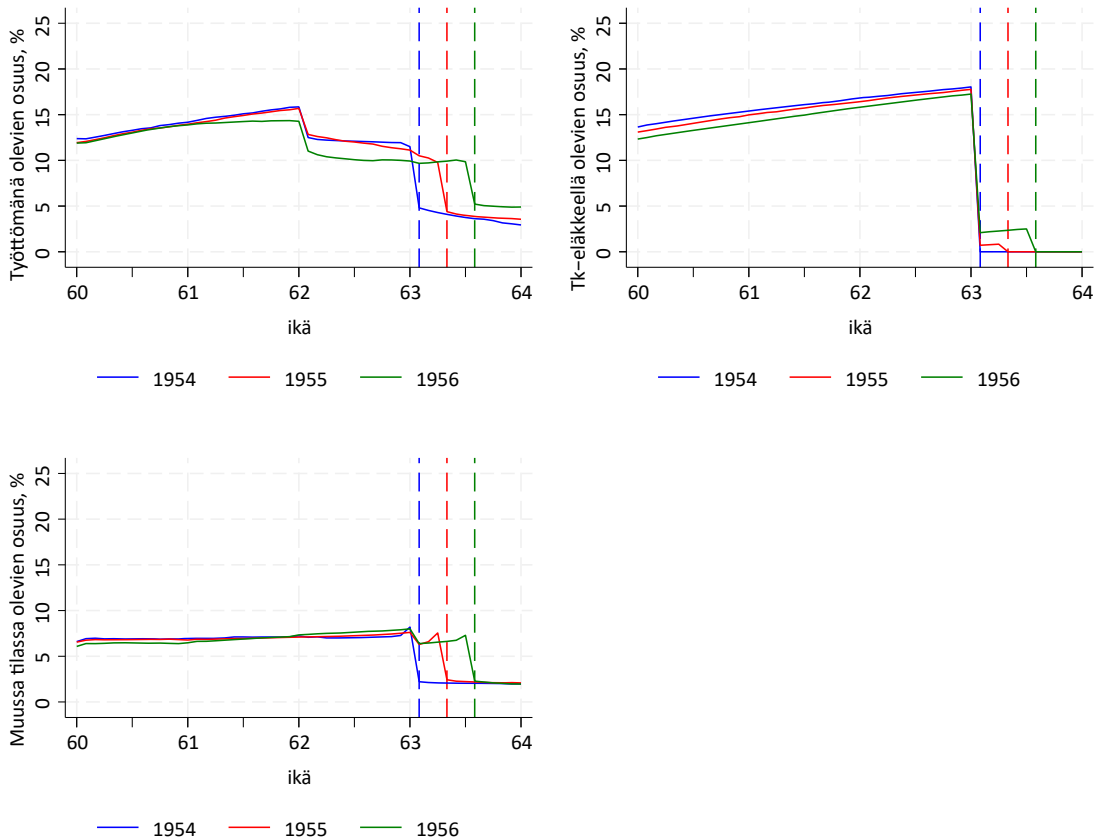 Työttömänä olevien osuus, %
25
20
15
10
5
0
60 61 62 63 64
ikä
1954 1955 1956
Tk−eläkkeellä olevien osuus, %
25
20
15
10
5
0
60 61 62 63 64
ikä
1954 1955 1956
Muussa tilassa olevien osuus, %
25
20
15
10
5
0
60 61 62 63 64
ikä
1954 1955 1956